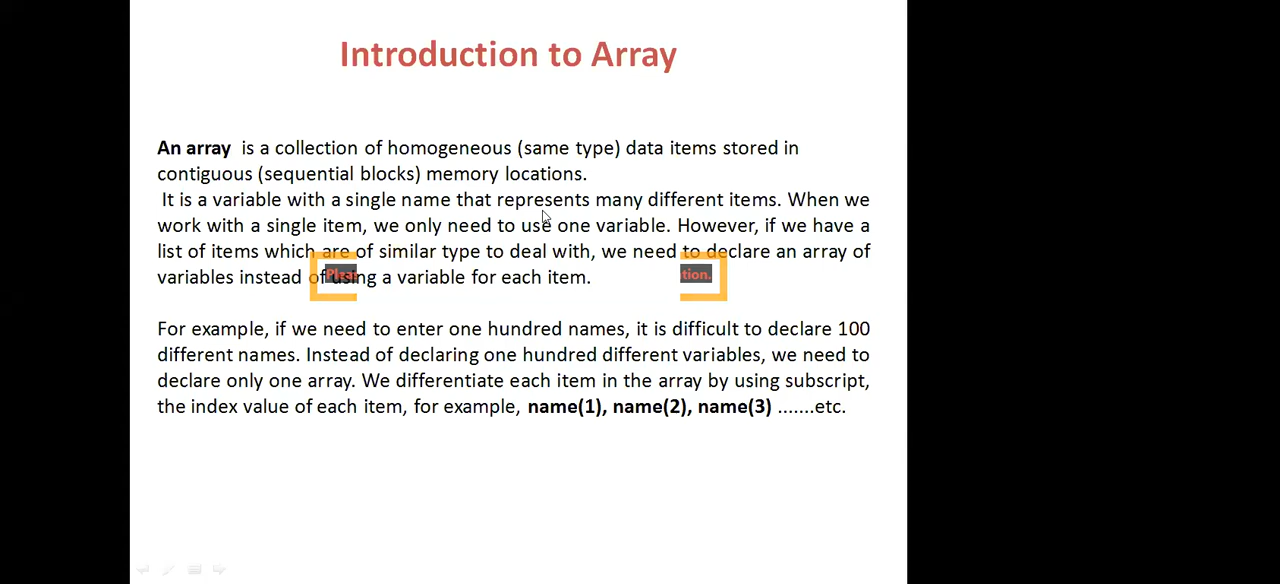 Introduction to Array
An array is a collection of homogeneous (same type) data items stored in
contiguous (sequential blocks) memory locations.
It is a variable with a single name that represents many different items. When we
work with a single item, we only need to use one variable. However, if we have a
list of items which are of similar type to deal with, we need to declare an array of
variables instead of using a variable for each item.
For example, if we need to enter one hundred names, it is difficult to declare 100
different names. Instead of declaring one hundred different variables, we need to
declare only one array. We differentiate each item in the array by using subscript,
the index value of each item, for example, name(1), name(2), name(3) .......etc.